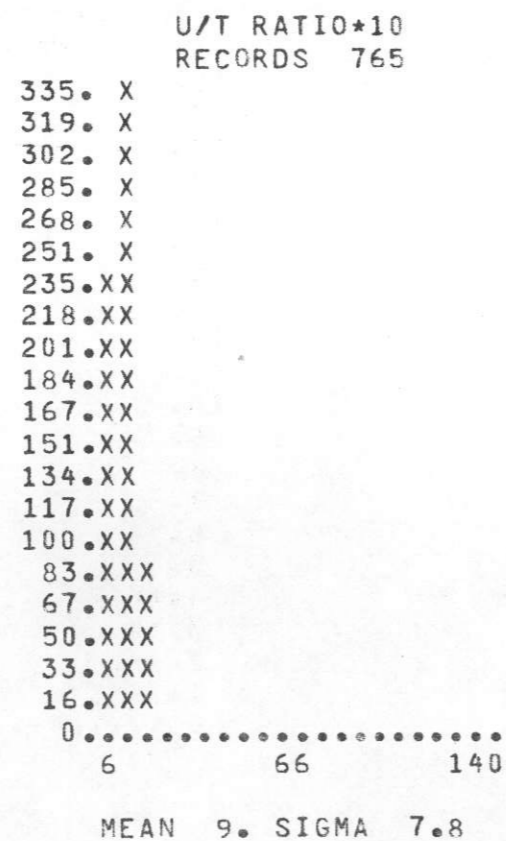 U/T RATIO*10
RECORDS 765
335. X
319. X
302. X
285. X
268. X
251. X
235.XX
218.XX
201.XX
184.XX
167.XX
151.XX
134.XX
117.XX
100.XX
83.XXX
67.XXX
50.XXX
33.XXX
16.XXX
0......................
6 66 140
MEAN 9. SIGMA 7.8